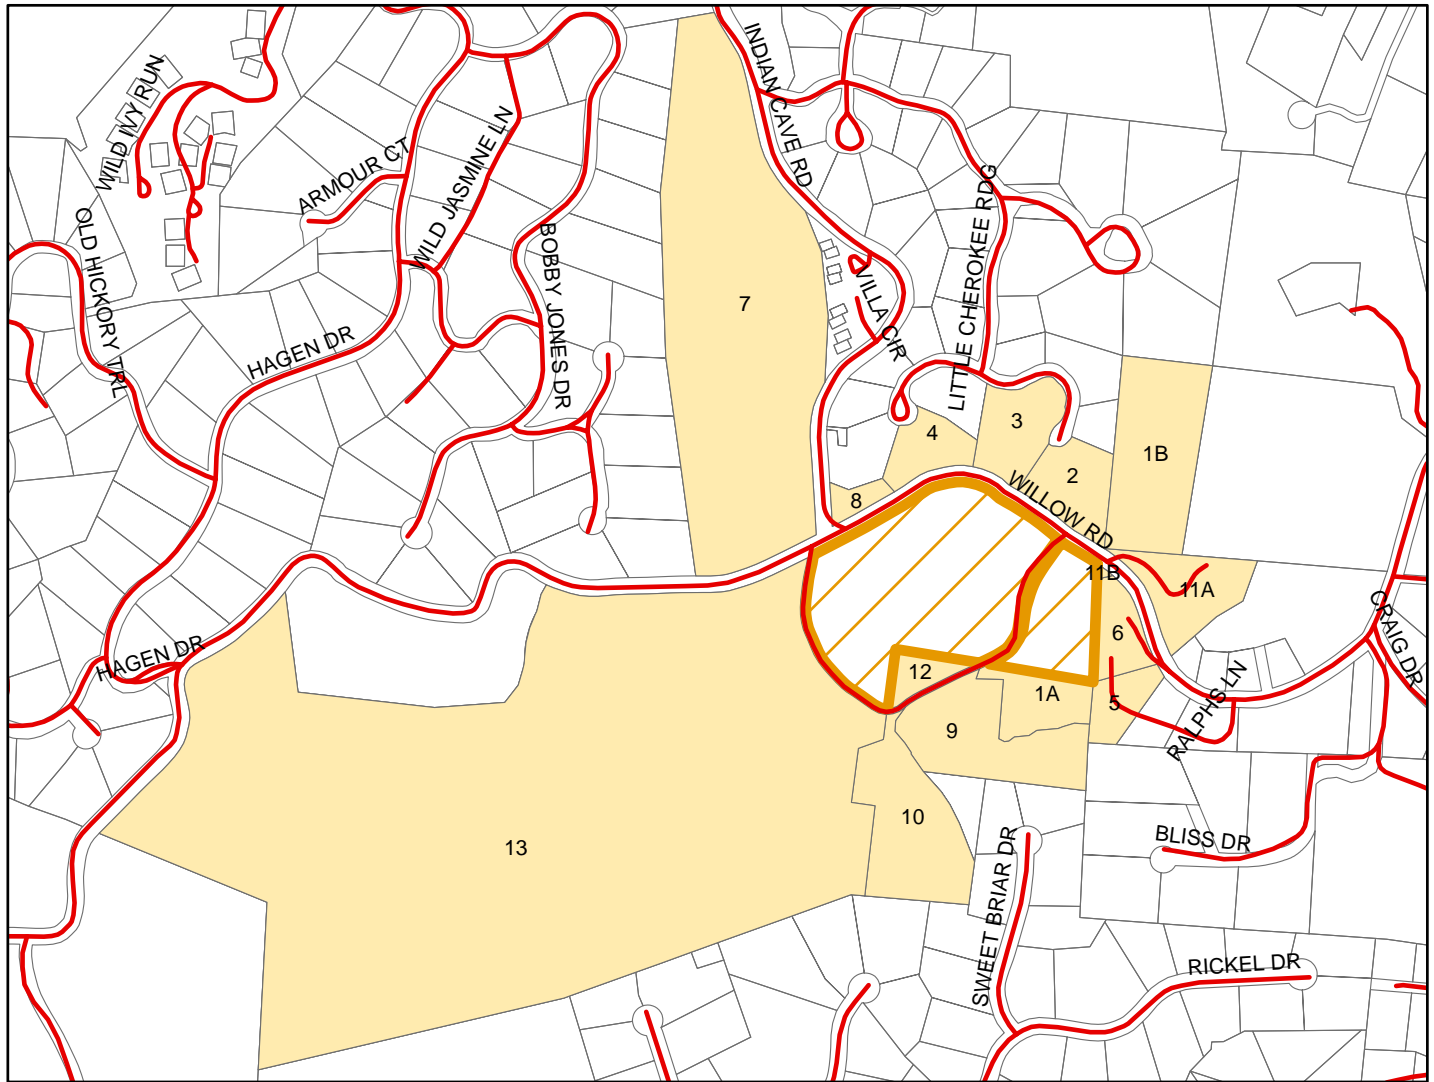 INDIAN CAVE RD
WILD IVY RUN
ARMOUR CT
WILD JASMINE LN
OLD HICKORY TRL
BOBBY JONES DR
LITTLE CHEROKEE RDG
VILLA CIR
HAGEN DR
7
3
4
2
1B
8
WILLOW RD
11B
11A
6
CRAIG DR
HAGEN DR
12
1A
5
RALPHS LN
9
10
13
BLISS DR
SWEET BRIAR DR
RICKEL DR